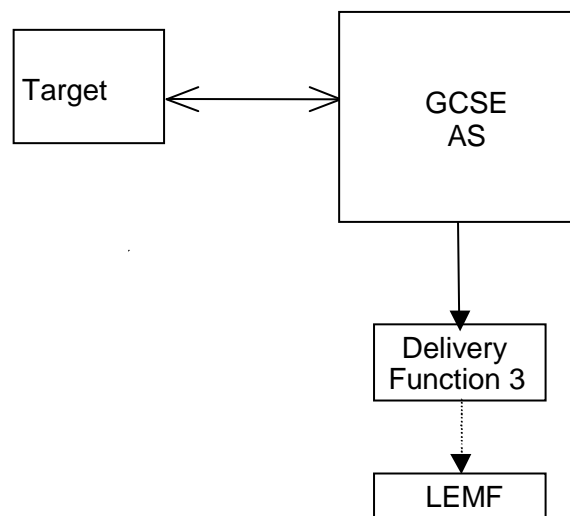 Target
GCSE
AS
Delivery
Function 3
LEMF